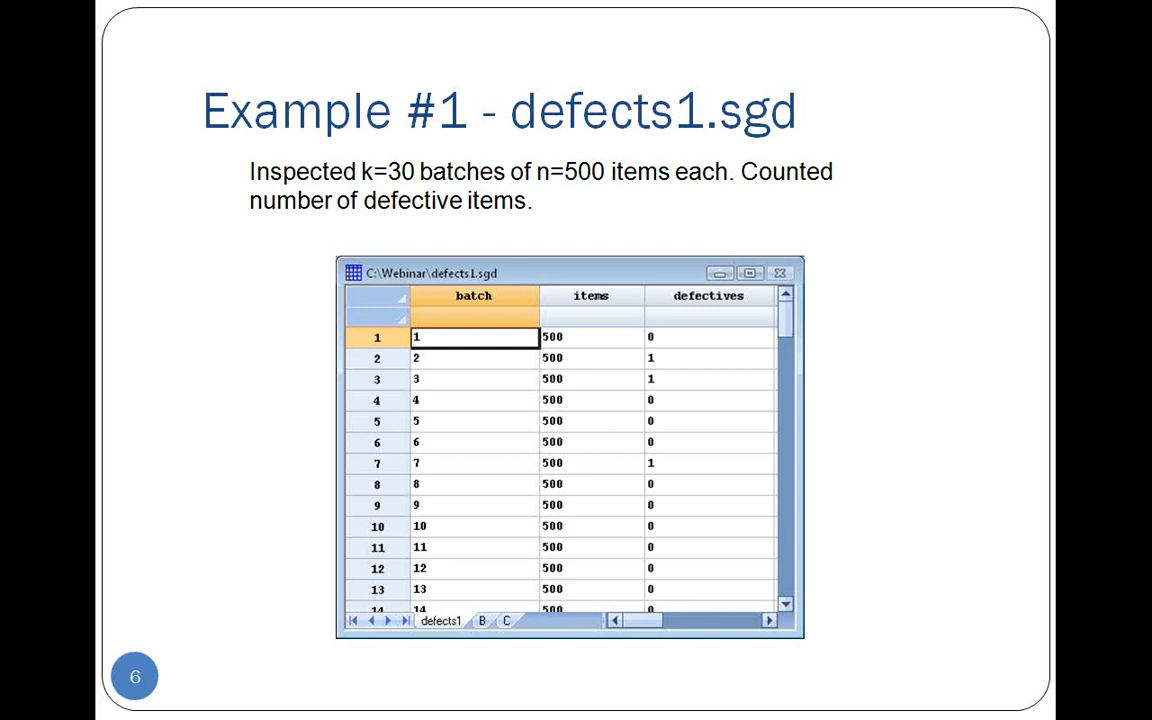 Example #1 - defects1.sgd
Inspected k=30 batches of n=500 items each. Counted
number of defective items.
C:\Webinar\defects1.sgd
batch items defectives
1 1 500 0
2 2 500 1
3 3 500 1
4 4 500 0
5 5 500 0
6 6 500 0
7 7 500 1
8 8 500 0
9 9 500 0
10 10 500 0
11 11 500 0
12 12 500 0
13 13 500 0
14 14 500 0
defects1 B C
6